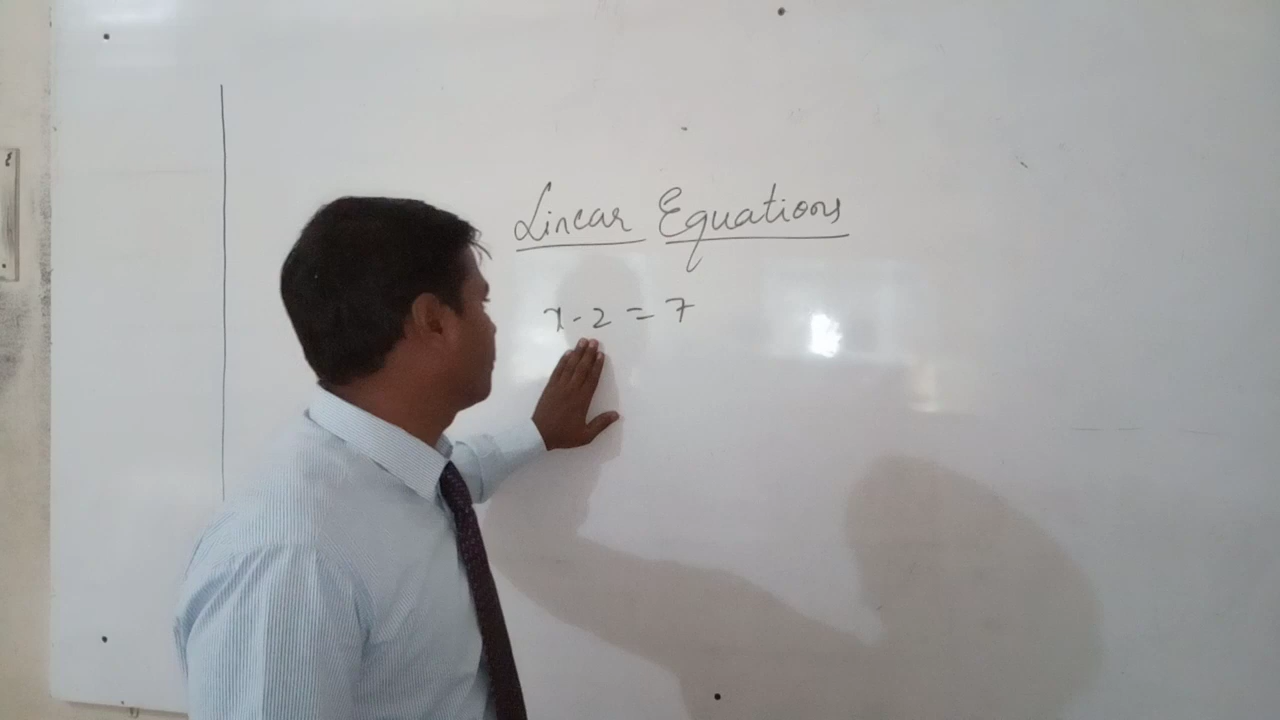 Linear Equations
x - 2 = 7